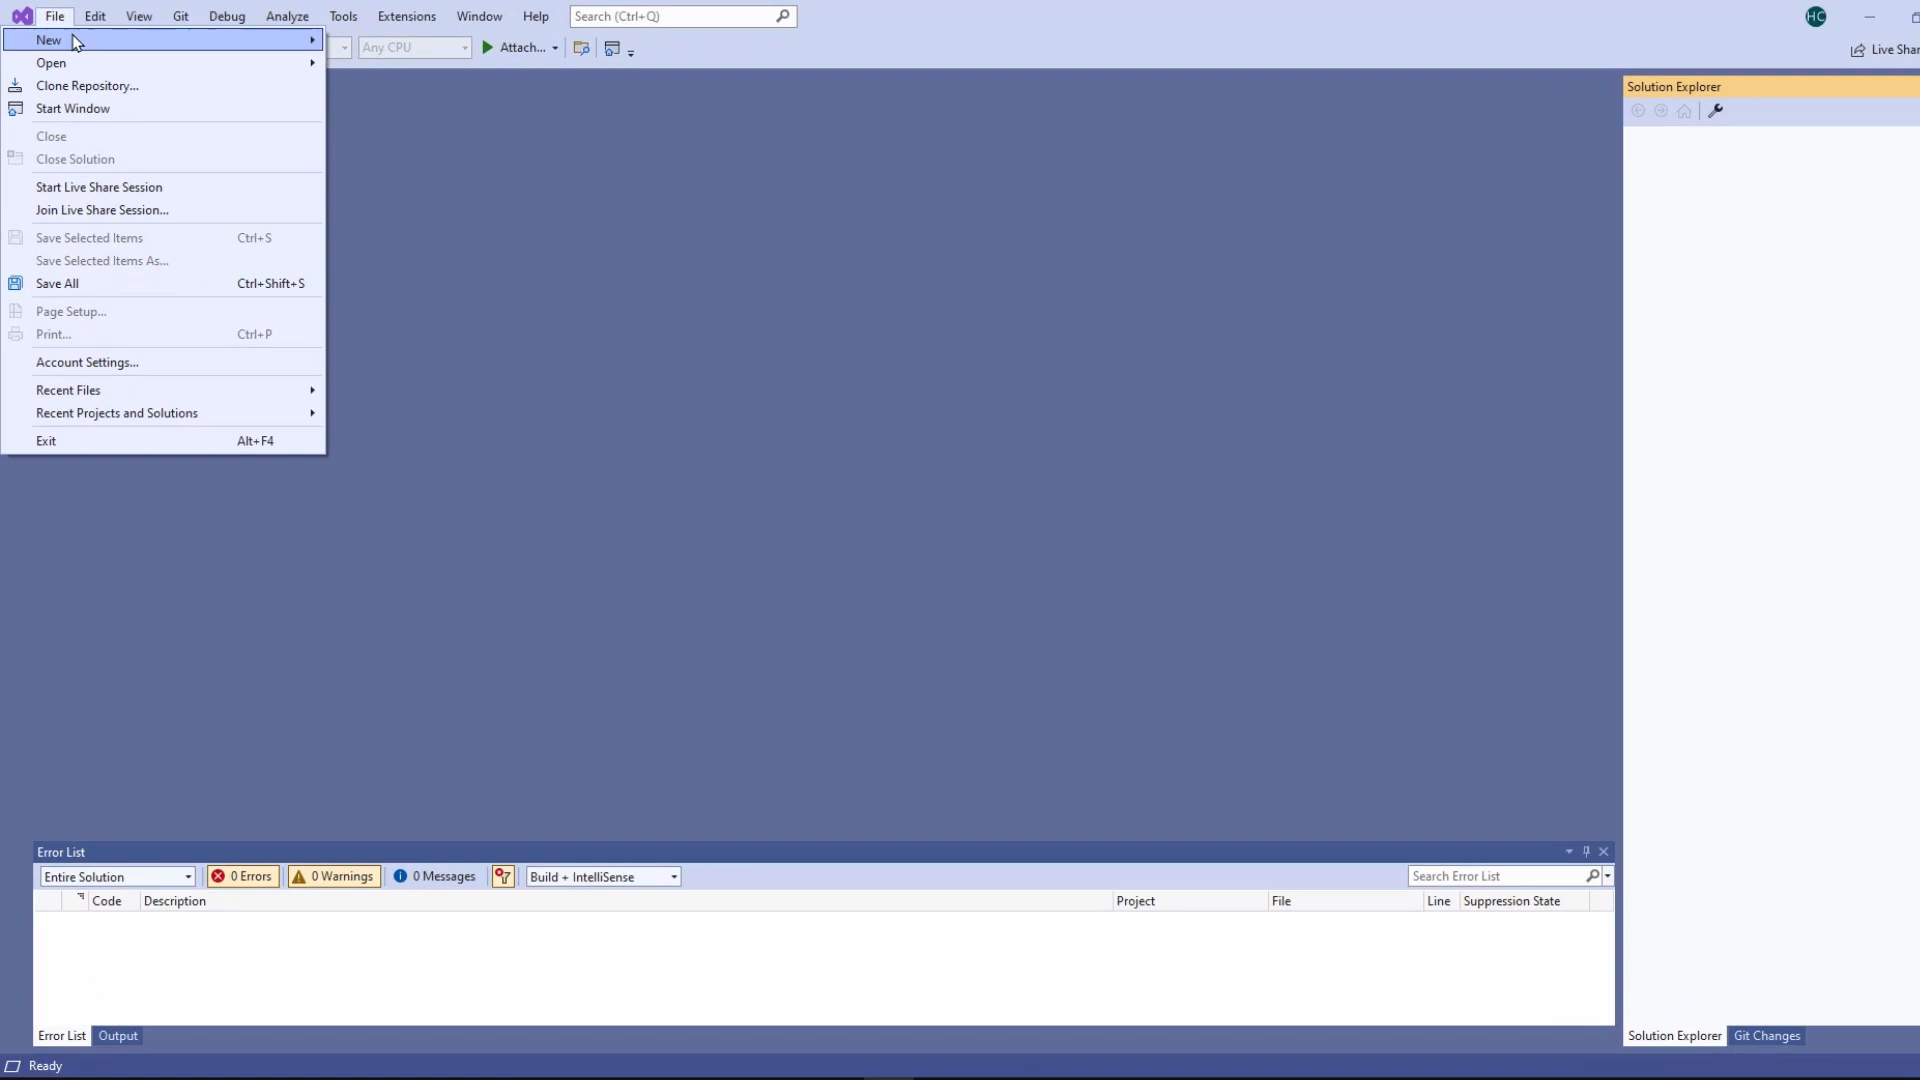 File Edit View Git Debug Analyze Tools Extensions Window Help Search (Ctrl+Q) HC
Any CPU Attach... Live Shar
New
Open
Clone Repository...
Start Window
Close
Close Solution
Start Live Share Session
Join Live Share Session...
Save Selected Items Ctrl+S
Save Selected Items As...
Save All Ctrl+Shift+S
Page Setup...
Print... Ctrl+P
Account Settings...
Recent Files
Recent Projects and Solutions
Exit Alt+F4
Solution Explorer
Error List
Entire Solution 0 Errors 0 Warnings 0 Messages Build + IntelliSense Search Error List
Code Description Project File Line Suppression State
Error List Output
Solution Explorer Git Changes
Ready